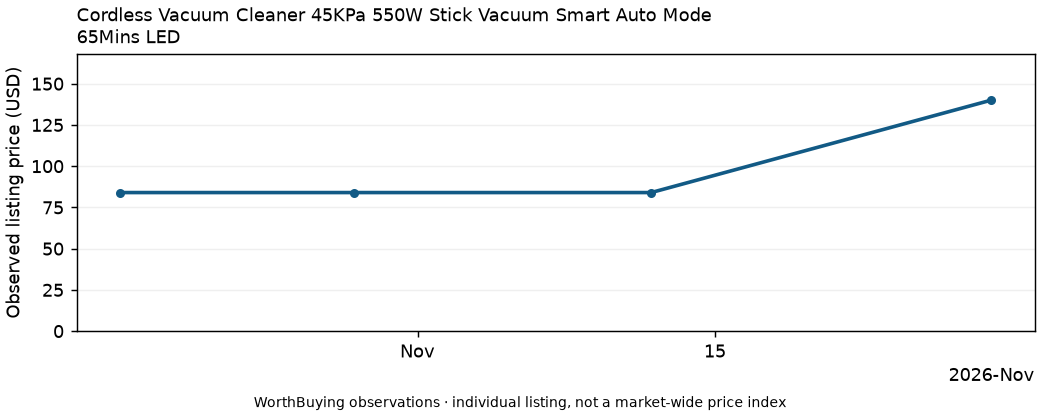 Cordless Vacuum Cleaner 45KPa 550W Stick Vacuum Smart Auto Mode
65Mins LED
Observed listing price (USD)
150
125
100
75
50
25
0
Nov
15
2026-Nov
WorthBuying observations · individual listing, not a market-wide price index